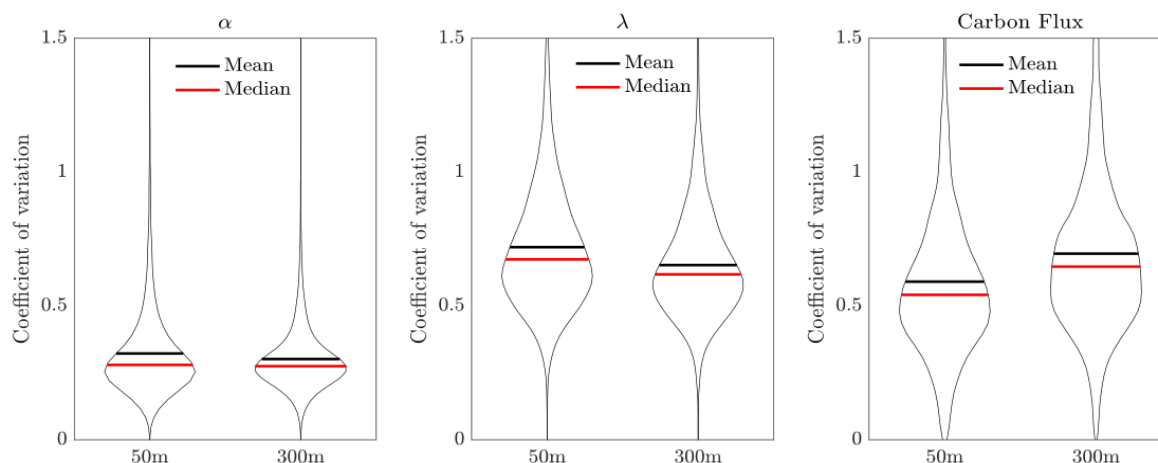 α
Coefficient of variation
1.5
1
0.5
0
Mean
Median
50m
300m
λ
Coefficient of variation
1.5
1
0.5
0
Mean
Median
50m
300m
Carbon Flux
Coefficient of variation
1.5
1
0.5
0
Mean
Median
50m
300m